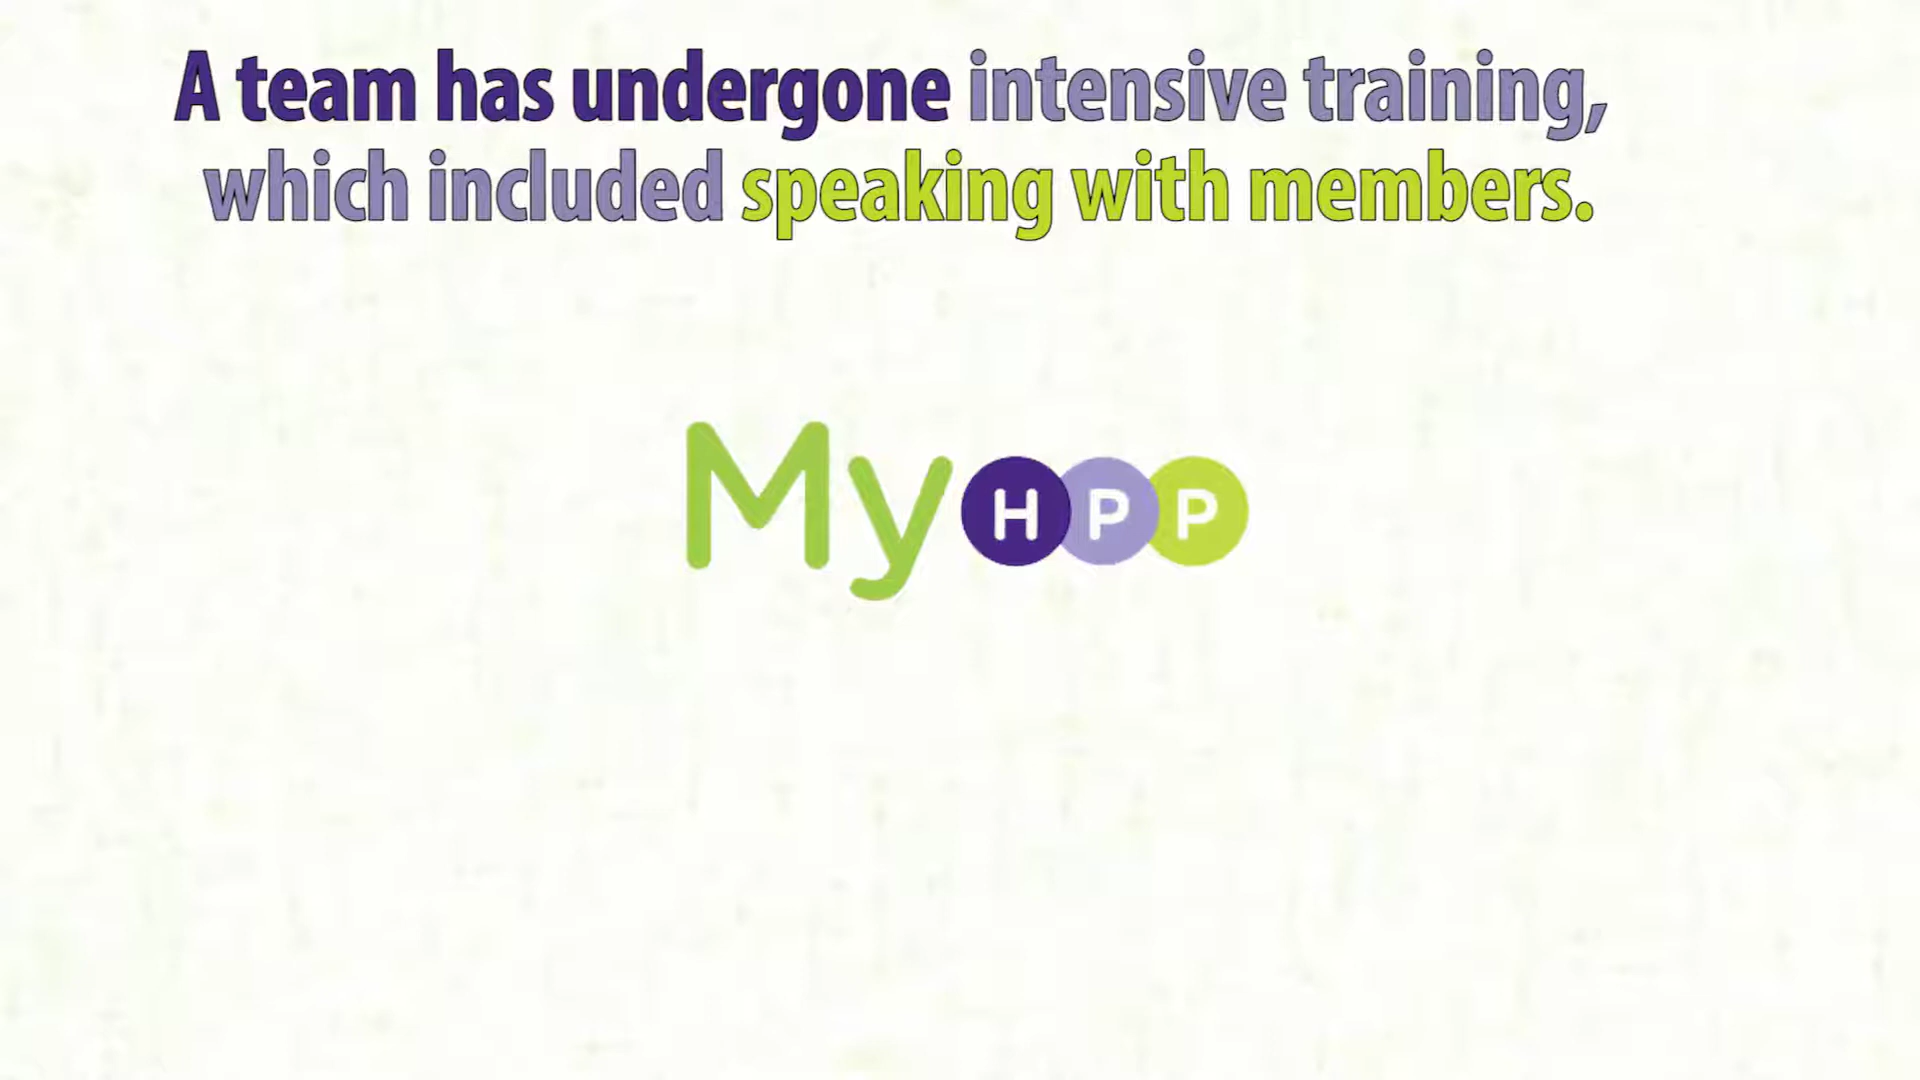 A team has undergone intensive training,
which included speaking with members.
My HPP